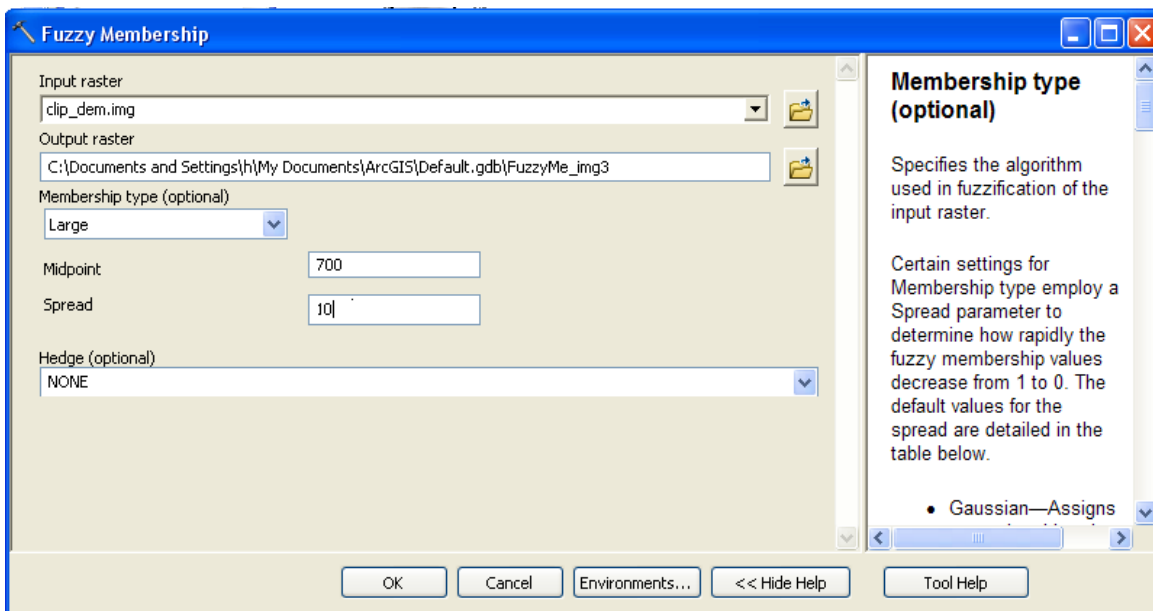 Fuzzy Membership
Input raster
clip_dem.img
Output raster
C:\Documents and Settings\h\My Documents\ArcGIS\Default.gdb\FuzzyMe_img3
Membership type (optional)
Large
Midpoint
700
Spread
10
Hedge (optional)
NONE
Membership type
(optional)
Specifies the algorithm
used in fuzzification of the
input raster.
Certain settings for
Membership type employ a
Spread parameter to
determine how rapidly the
fuzzy membership values
decrease from 1 to 0. The
default values for the
spread are detailed in the
table below.
• Gaussian—Assigns
OK
Cancel
Environments...
<< Hide Help
Tool Help